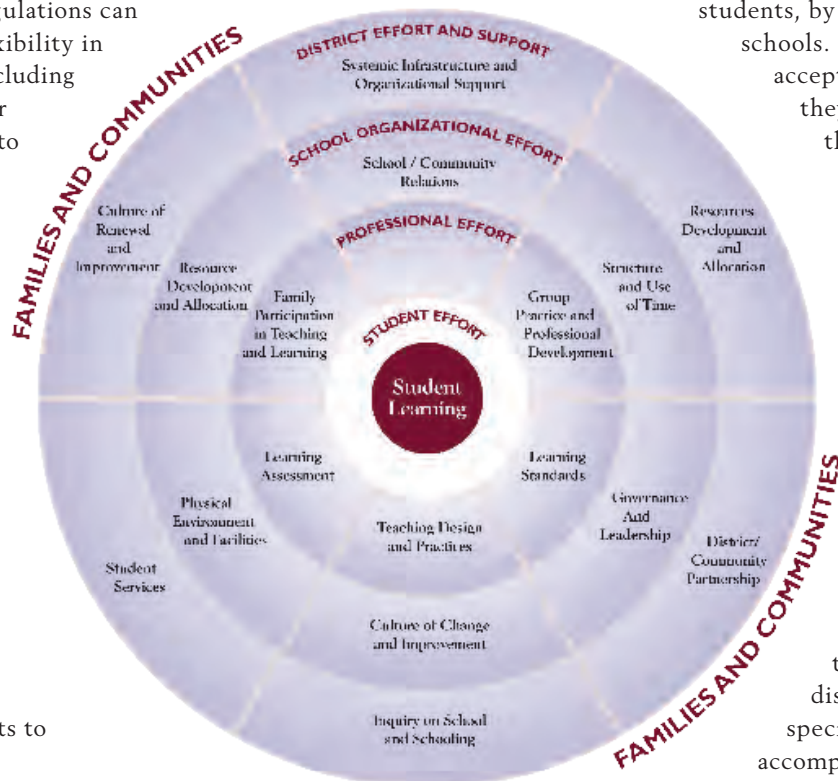 gulations can
xibility in
cluding
r
to
students, by
schools.
accept
they
th
FAMILIES AND COMMUNITIES
DISTRICT EFFORT AND SUPPORT
Systemic Infrastructure and
Organizational Support
SCHOOL ORGANIZATIONAL EFFORT
School / Community
Relations
PROFESSIONAL EFFORT
Culture of
Renewal
and
Improvement
Resource
Development
and Allocation
Family
Participation
in Teaching
and Learning
STUDENT EFFORT
Student
Learning
Group
Practice and
Professional
Development
Structure
and Use
of Time
Resources
Development
and
Allocation
Learning
Assessment
Learning
Standards
Physical
Environment
and Facilities
Teaching Design
and Practices
Governance
And
Leadership
Student
Services
District/
Community
Partnership
Culture of Change
and Improvement
Inquiry on School
and Schooling
FAMILIES AND COMMUNITIES
ts to
t
dis
speci
accomp